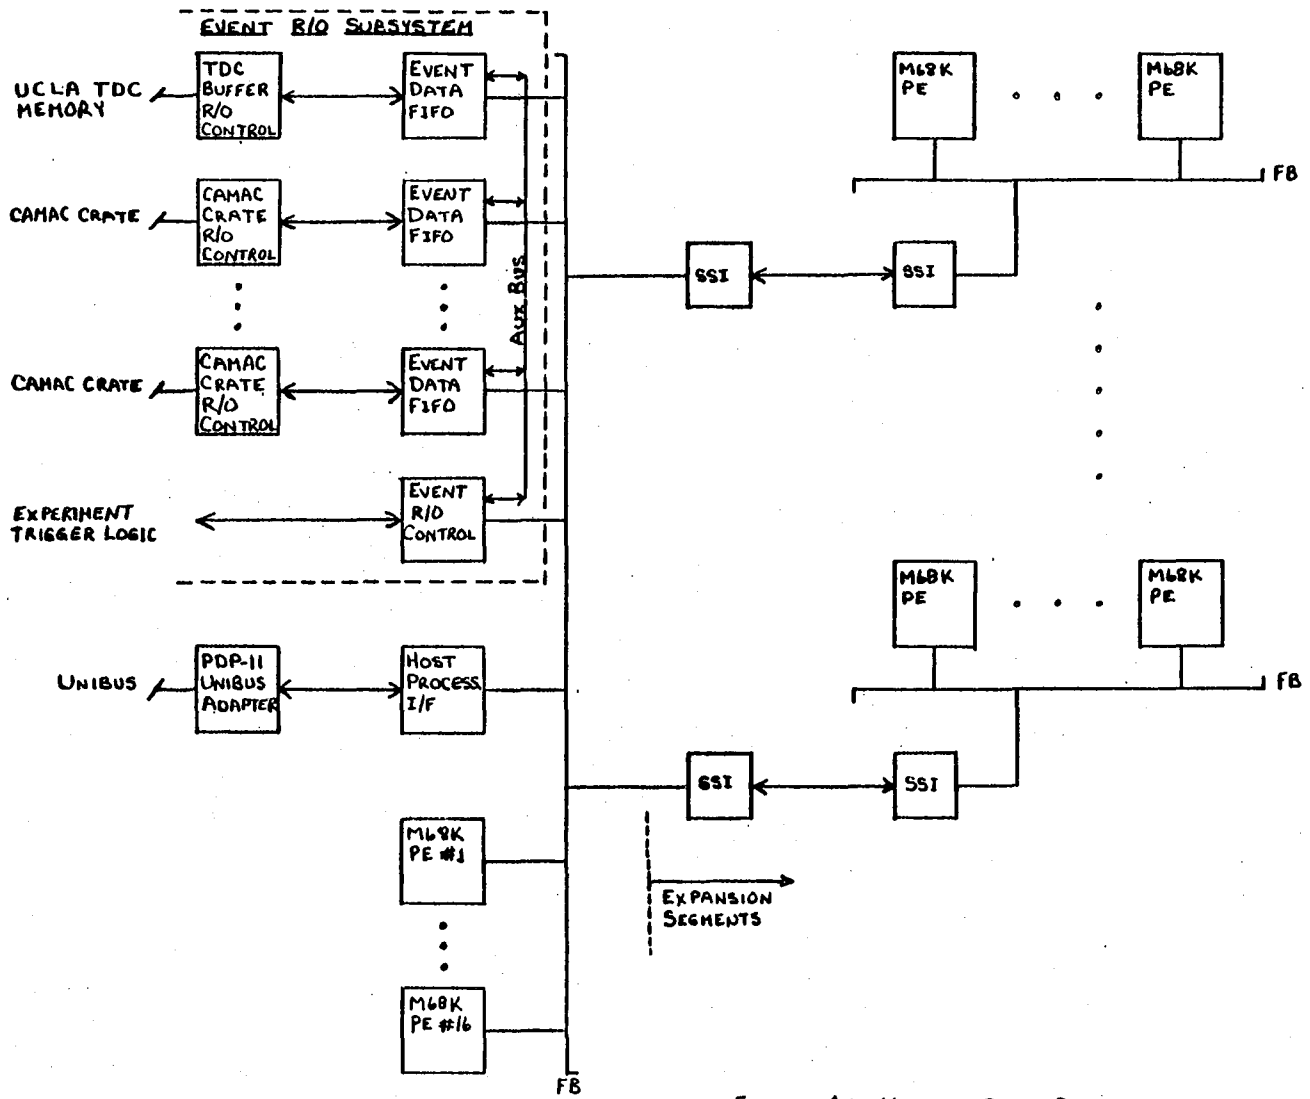 EVENT R/O SUBSYSTEM
UCLA TDC
MEMORY
TDC
BUFFER
R/O
CONTROL
EVENT
DATA
FIFO
CAMAC CRATE
CAMAC
CRATE
R/O
CONTROL
EVENT
DATA
FIFO
AUX BUS
CAMAC CRATE
CAMAC
CRATE
R/O
CONTROL
EVENT
DATA
FIFO
EXPERIMENT
TRIGGER LOGIC
EVENT
R/O
CONTROL
UNIBUS
PDP-11
UNIBUS
ADAPTER
HOST
PROCESS
I/F
M68K
PE #1
M68K
PE #16
FB
M68K
PE
M68K
PE
FB
SSI
SSI
M68K
PE
M68K
PE
FB
SSI
SSI
EXPANSION
SEGMENTS